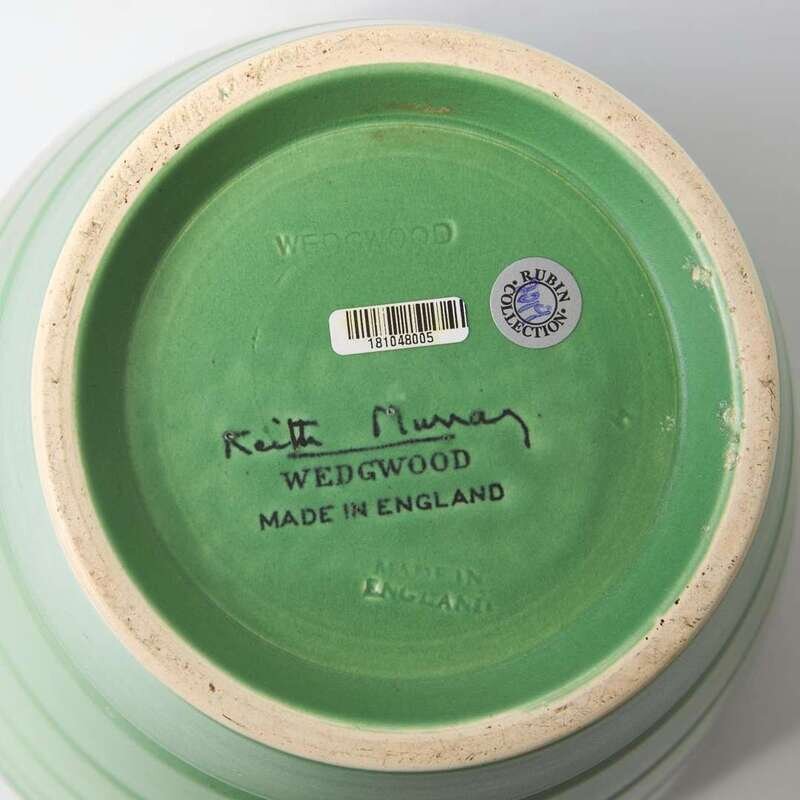 WEDGWOOD
RUBIN COLLECTION
181048005
Keith Murray
WEDGWOOD
MADE IN ENGLAND
MADE IN
ENGLAND